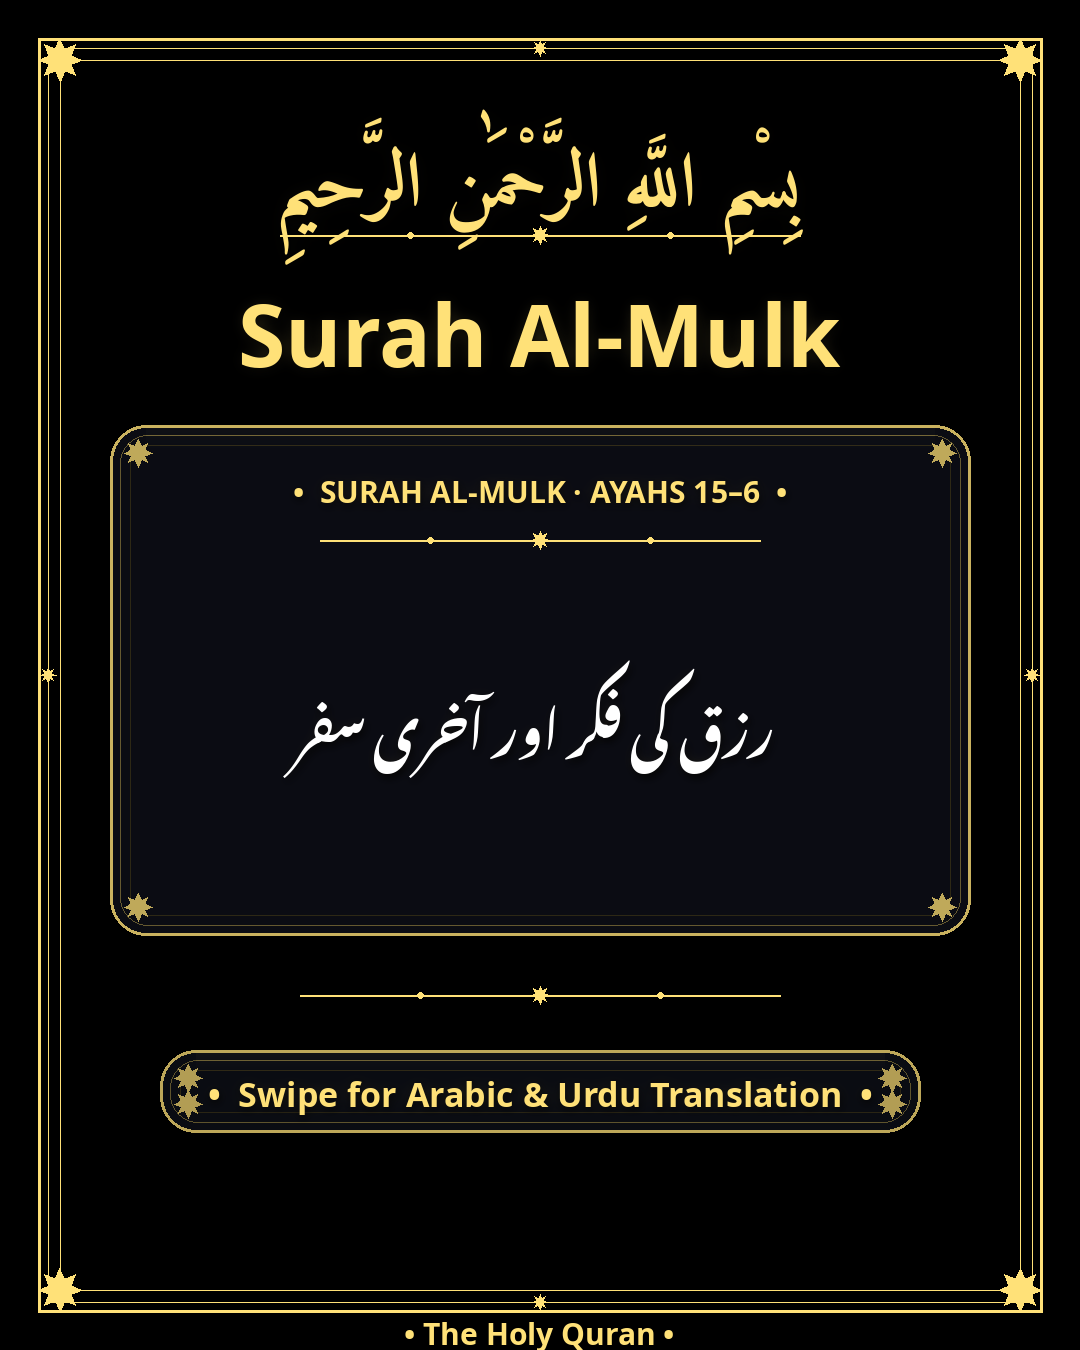 بِسْمِ اللَّهِ الرَّحْمَٰنِ الرَّحِيمِ
Surah Al-Mulk
• SURAH AL-MULK · AYAHS 15–6 •
رزق کی فکر اور آخری سفر
• Swipe for Arabic & Urdu Translation •
• The Holy Quran •